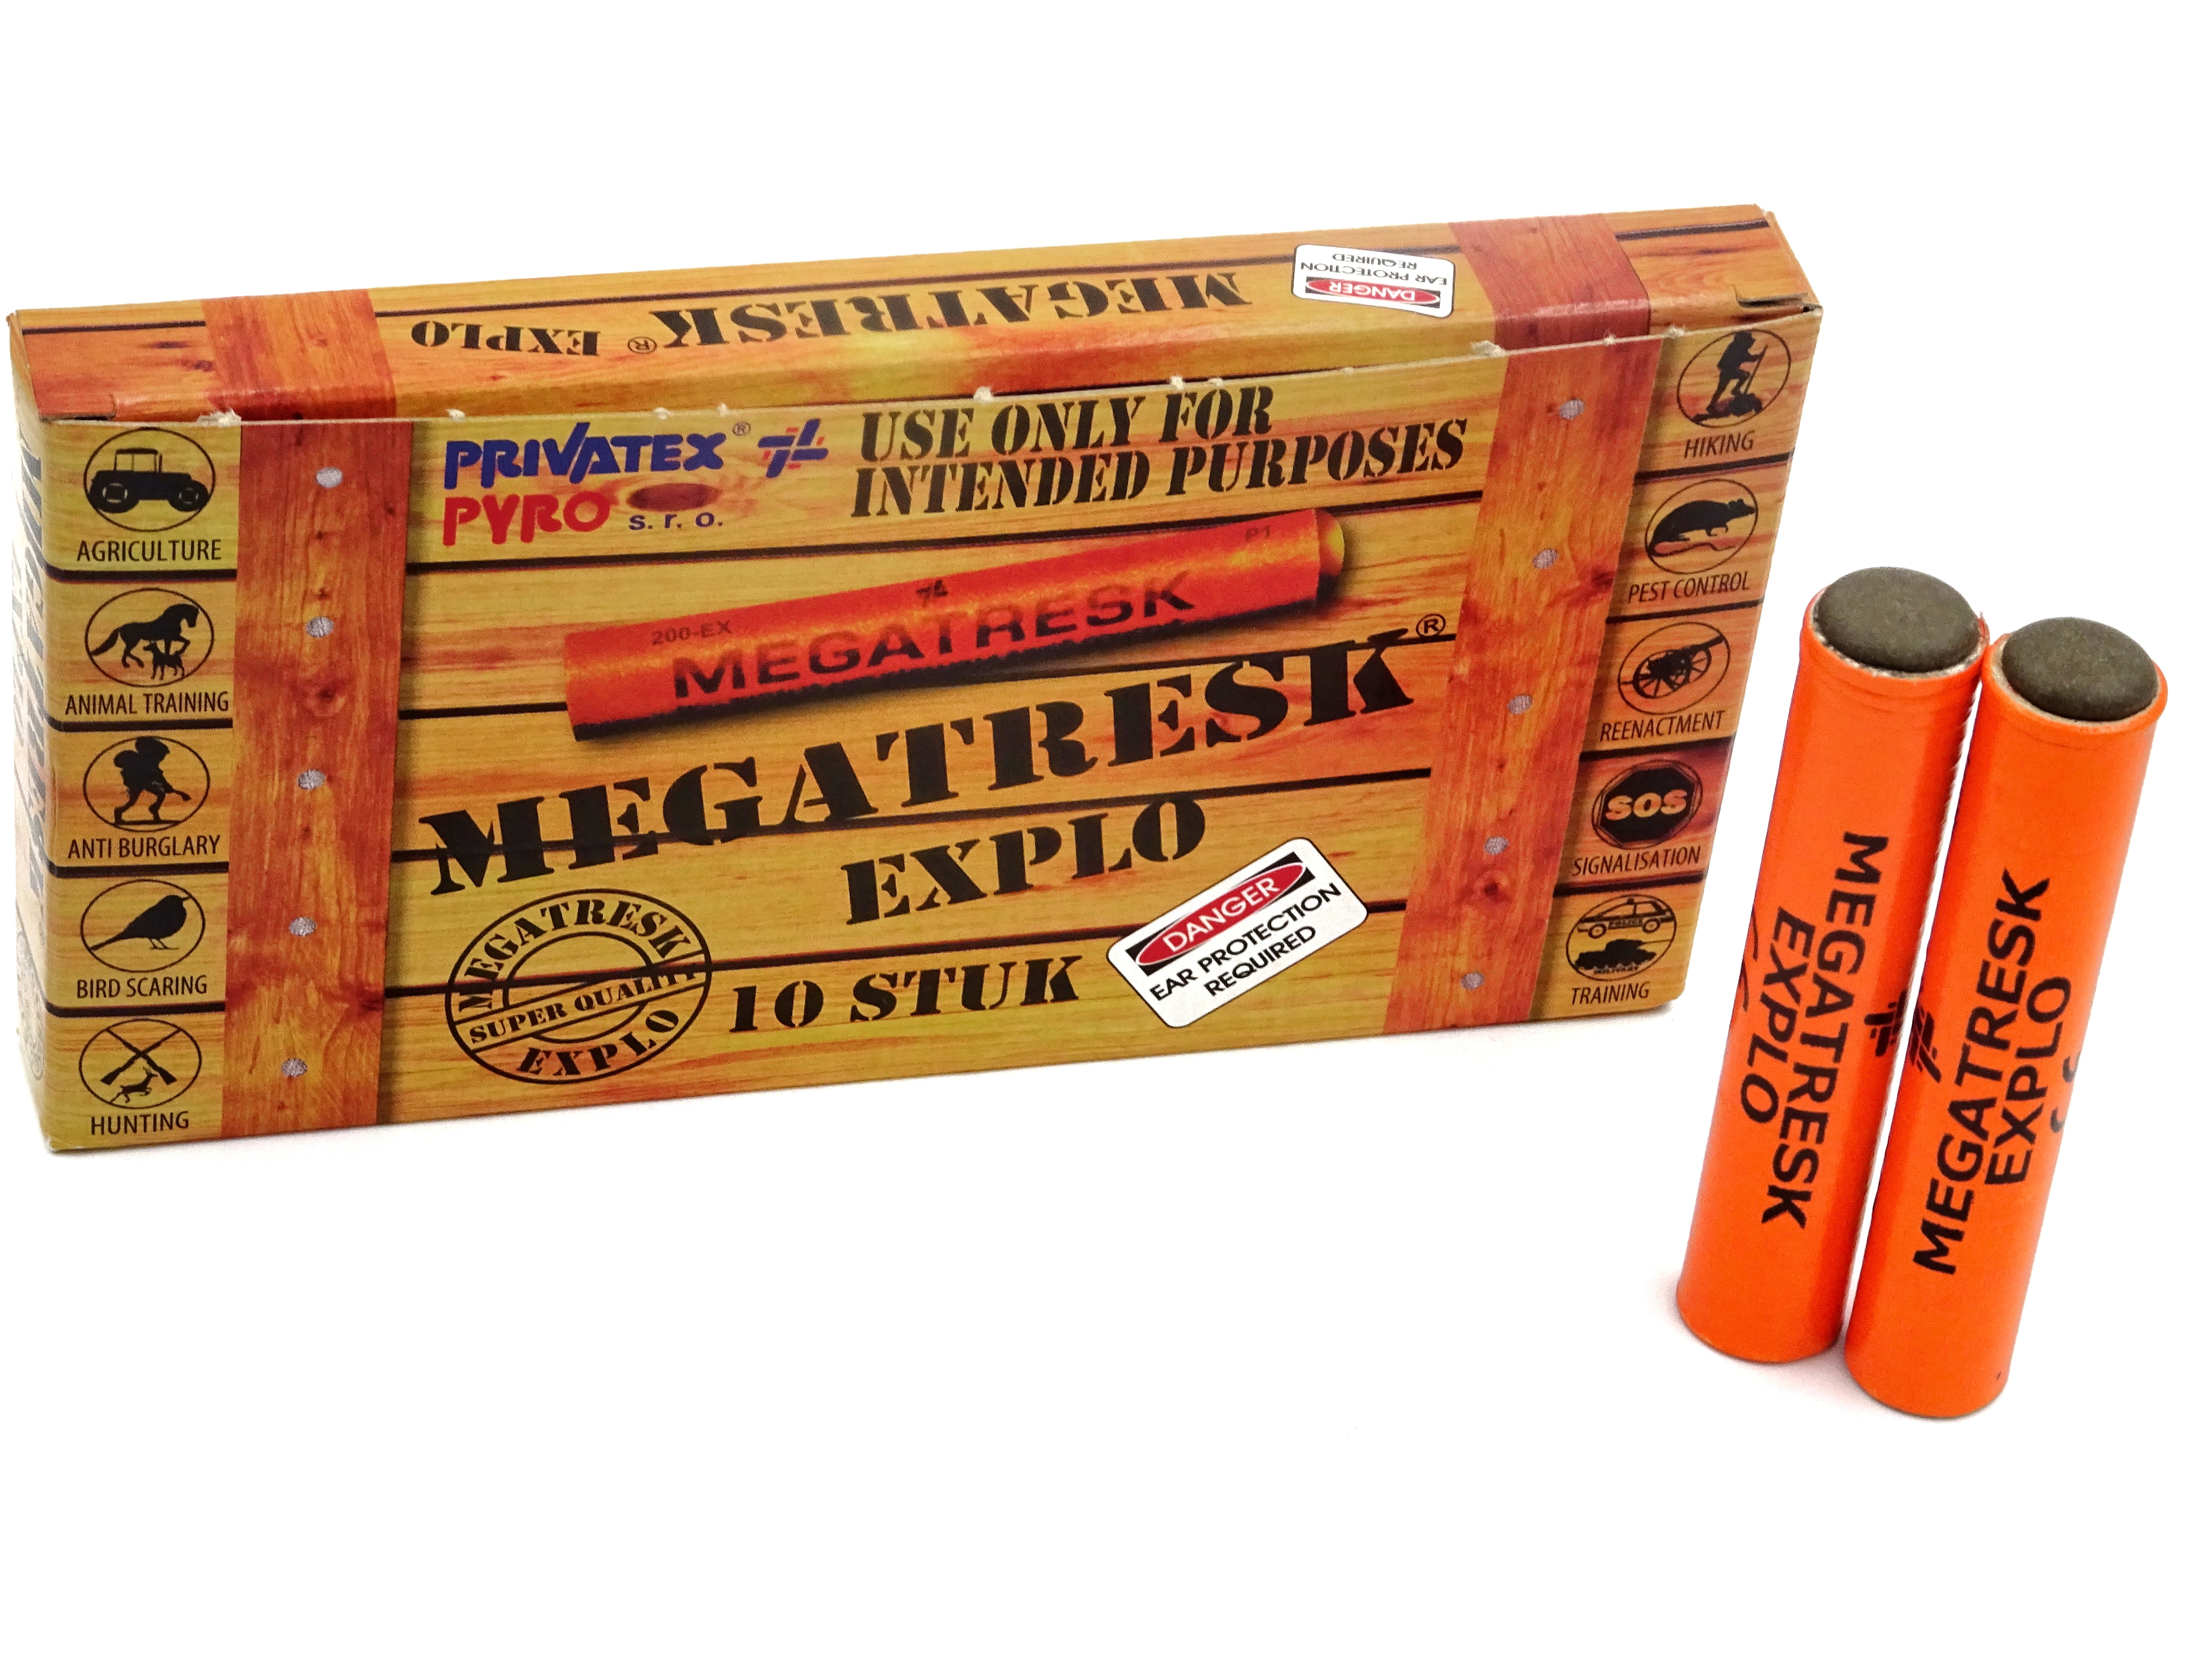 MEGATRESK® EXPLO
DANGER
EAR PROTECTION
REQUIRED
PRIVATEX®
PYRO s. r. o.
USE ONLY FOR
INTENDED PURPOSES
AGRICULTURE
ANIMAL TRAINING
ANTI BURGLARY
BIRD SCARING
HUNTING
200-EX
P1
MEGATRESK
MEGATRESK®
EXPLO
MEGATRESK
SUPER QUALITY
EXPLO
10 STUK
DANGER
EAR PROTECTION
REQUIRED
HIKING
PEST CONTROL
REENACTMENT
SOS
SIGNALISATION
POLICE
MILITARY
TRAINING
MEGATRESK
EXPLO
MEGATRESK
EXPLO